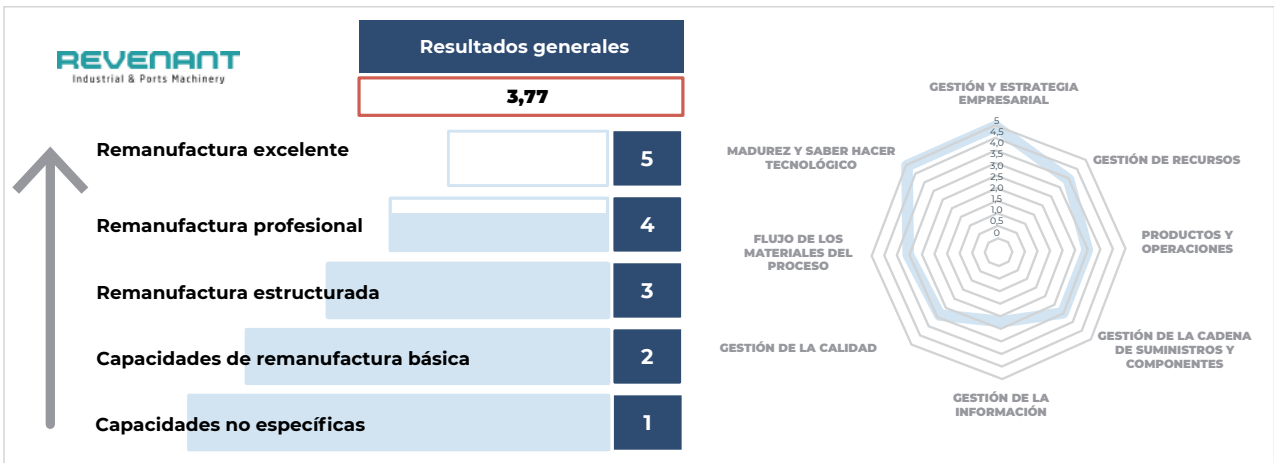 REVENANT
Industrial & Ports Machinery
Resultados generales
3,77
Remanufactura excelente
5
Remanufactura profesional
4
Remanufactura estructurada
3
Capacidades de remanufactura básica
2
Capacidades no específicas
1
GESTIÓN Y ESTRATEGIA
EMPRESARIAL
GESTIÓN DE RECURSOS
PRODUCTOS Y
OPERACIONES
GESTIÓN DE LA CADENA
DE SUMINISTROS Y
COMPONENTES
GESTIÓN DE LA
INFORMACIÓN
GESTIÓN DE LA CALIDAD
FLUJO DE LOS
MATERIALES DEL
PROCESO
MADUREZ Y SABER HACER
TECNOLÓGICO
5
4,5
4,0
3,5
3,0
2,5
2,0
1,5
1,0
0,5
0